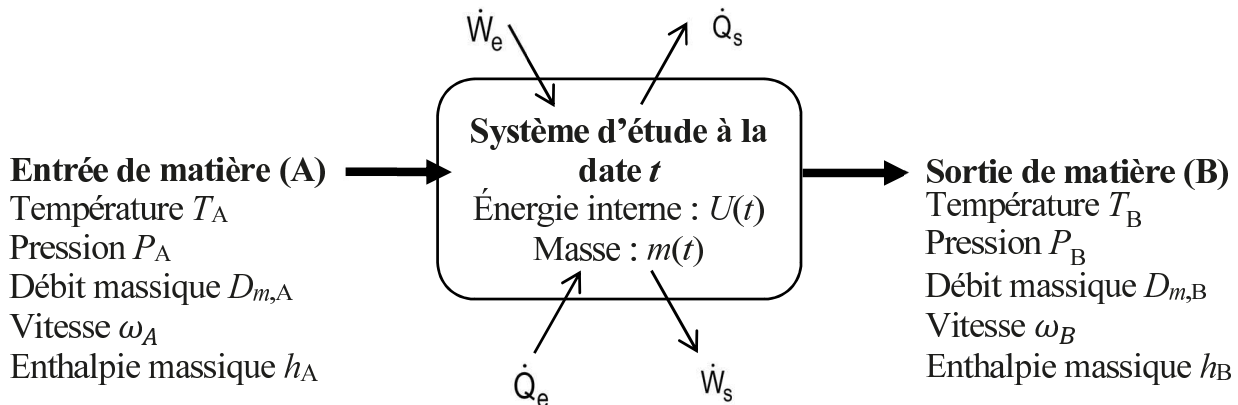 Ẇe
Q̇s
Système d’étude à la
date t
Énergie interne : U(t)
Masse : m(t)
Entrée de matière (A)
Température TA
Pression PA
Débit massique Dm,A
Vitesse ωA
Enthalpie massique hA
Sortie de matière (B)
Température TB
Pression PB
Débit massique Dm,B
Vitesse ωB
Enthalpie massique hB
Q̇e
Ẇs